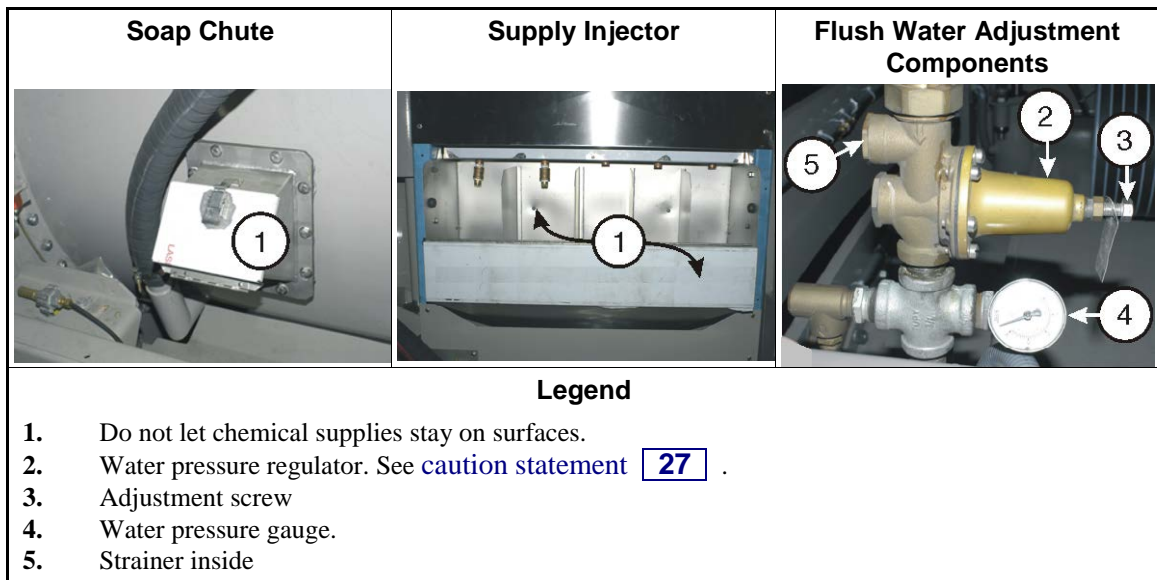 Soap Chute
Supply Injector
Flush Water Adjustment
Components
1
1
2
3
5
4
Legend
1. Do not let chemical supplies stay on surfaces.
2. Water pressure regulator. See caution statement 27 .
3. Adjustment screw
4. Water pressure gauge.
5. Strainer inside